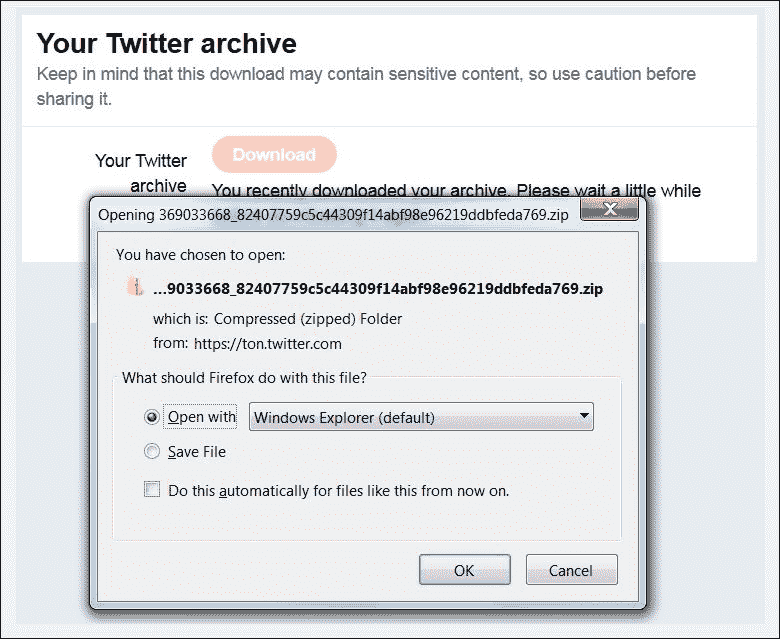 Your Twitter archive
Keep in mind that this download may contain sensitive content, so use caution before
sharing it.
Your Twitter
archive
Download
You recently downloaded your archive. Please wait a little while
Opening 369033668_82407759c5c44309f14abf98e96219ddbfeda769.zip
You have chosen to open:
...9033668_82407759c5c44309f14abf98e96219ddbfeda769.zip
which is: Compressed (zipped) Folder
from: https://ton.twitter.com
What should Firefox do with this file?
Open with
Windows Explorer (default)
Save File
Do this automatically for files like this from now on.
OK
Cancel